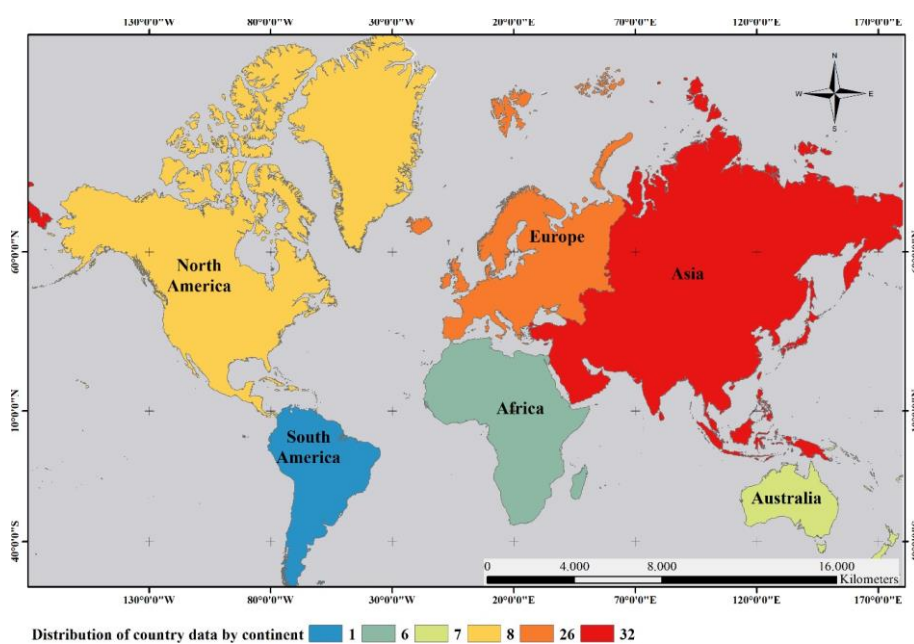 130°0'0"W 80°0'0"W 30°0'0"W 20°0'0"E 70°0'0"E 120°0'0"E 170°0'0"E
N
W E
S
60°0'0"N
Europe
North
America
Asia
10°0'0"N
Africa
South
America
Australia
40°0'0"S
0 4,000 8,000 16,000
Kilometers
130°0'0"W 80°0'0"W 30°0'0"W 20°0'0"E 70°0'0"E 120°0'0"E 170°0'0"E
Distribution of country data by continent 1 6 7 8 26 32